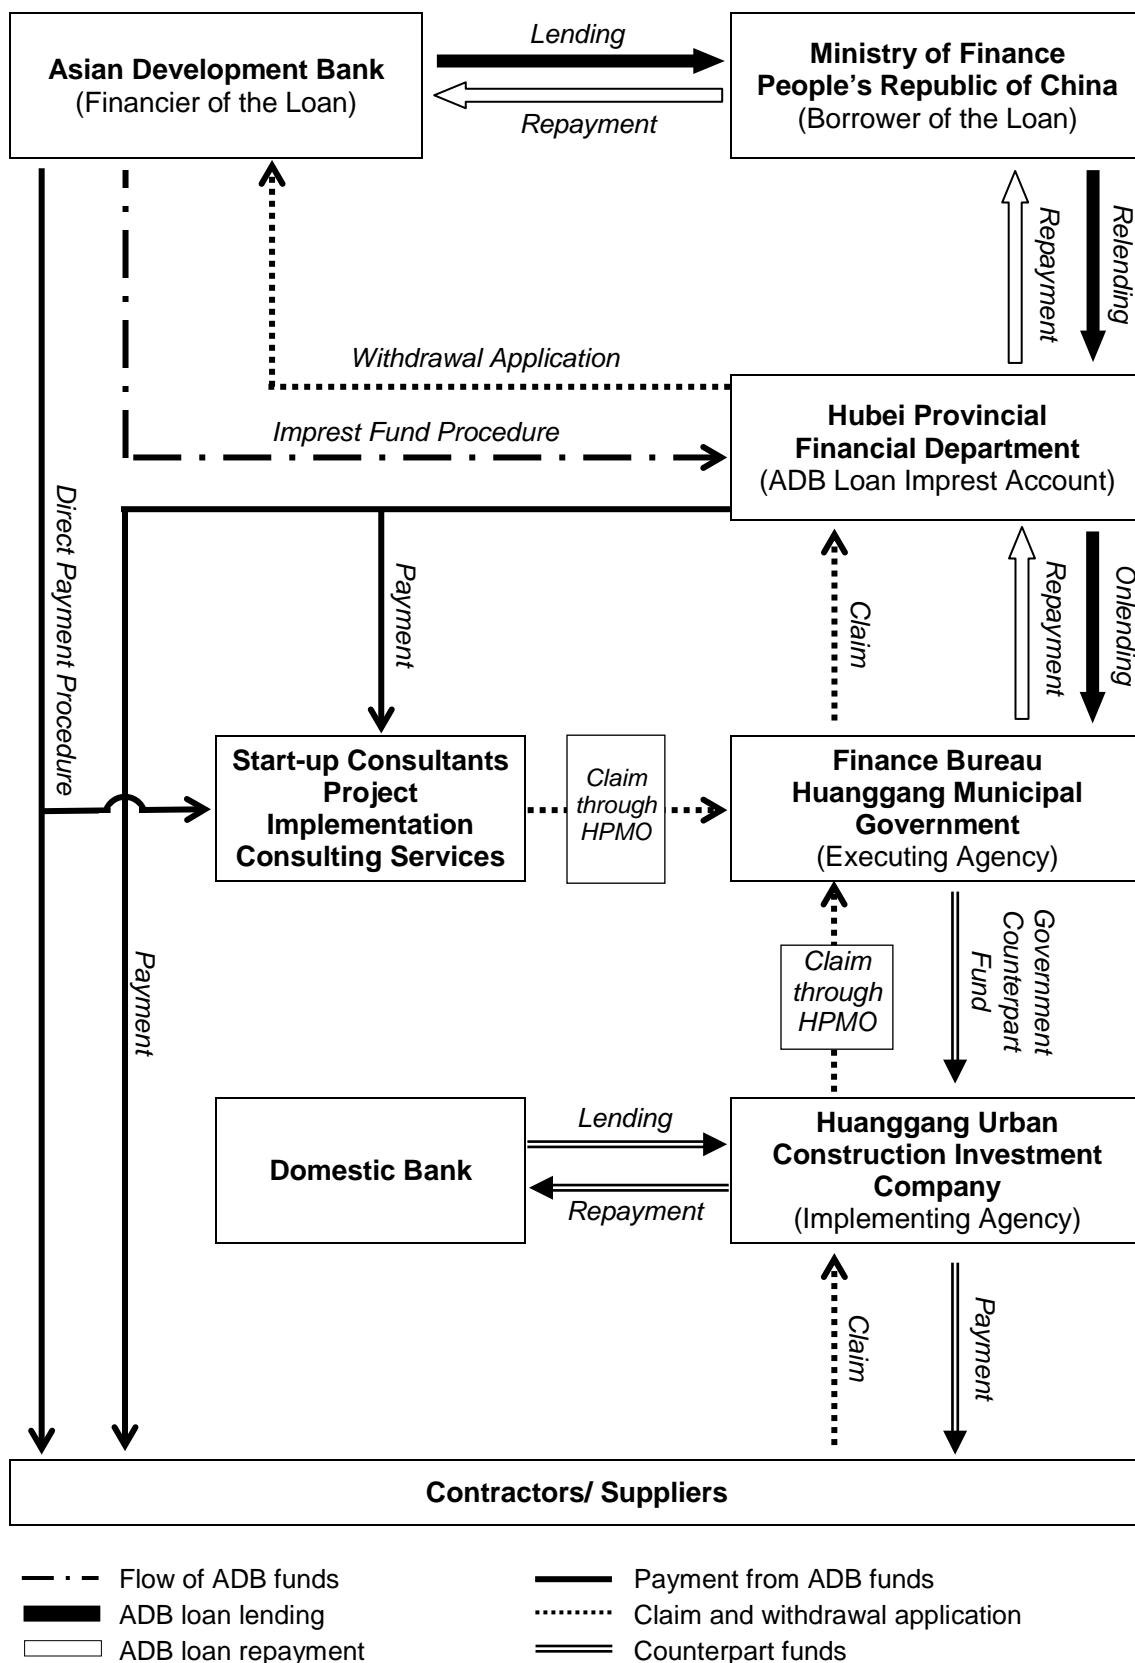 Asian Development Bank
(Financier of the Loan)
Lending
Repayment
Ministry of Finance
People's Republic of China
(Borrower of the Loan)
Repayment
Relending
Withdrawal Application
Imprest Fund Procedure
Hubei Provincial
Financial Department
(ADB Loan Imprest Account)
Direct Payment Procedure
Payment
Claim
Repayment
Onlending
Start-up Consultants
Project
Implementation
Consulting Services
Claim
through
HPMO
Finance Bureau
Huanggang Municipal
Government
(Executing Agency)
Payment
Claim
through
HPMO
Government
Counterpart
Fund
Domestic Bank
Lending
Repayment
Huanggang Urban
Construction Investment
Company
(Implementing Agency)
Claim
Payment
Contractors/ Suppliers
Flow of ADB funds
Payment from ADB funds
ADB loan lending
Claim and withdrawal application
ADB loan repayment
Counterpart funds